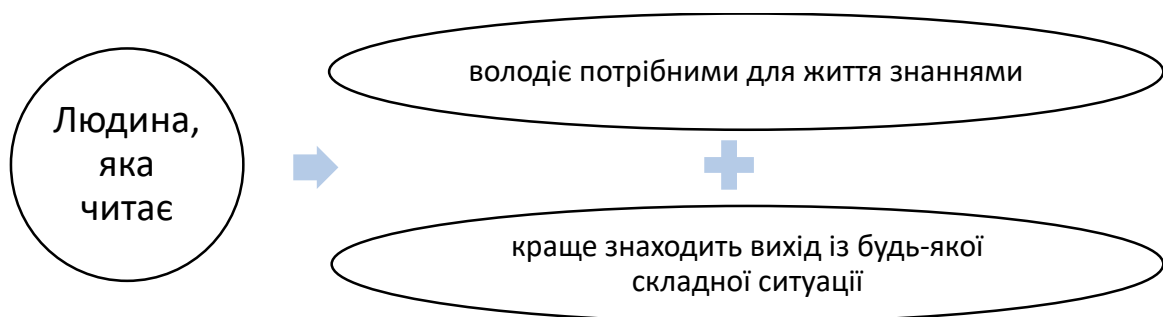 Людина,
яка
читає
володіє потрібними для життя знаннями
краще знаходить вихід із будь-якої
складної ситуації